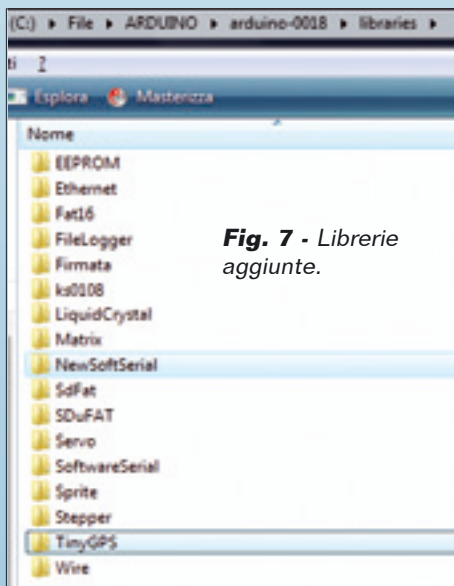 (C:) ▸ File ▸ ARDUINO ▸ arduino-0018 ▸ libraries ▸
ti ?
Esplora Masterizza
Nome
EEPROM
Ethernet
Fat16
FileLogger
Firmata
ks0108
LiquidCrystal
Matrix
NewSoftSerial
SdFat
SDuFAT
Servo
SoftwareSerial
Sprite
Stepper
TinyGPS
Wire
Fig. 7 - Librerie
aggiunte.